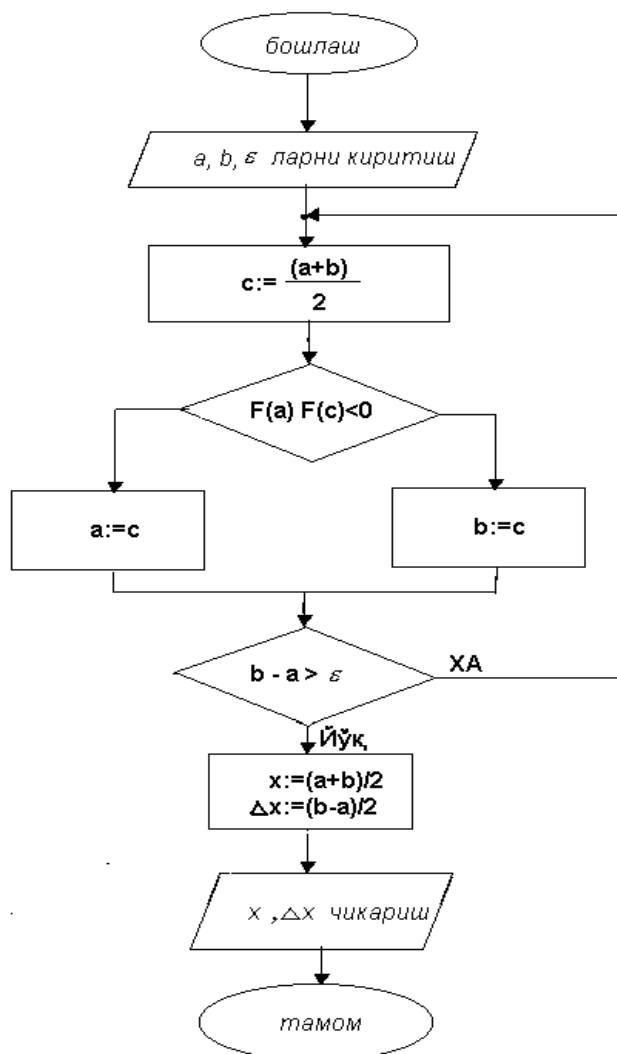 бошлаш
a, b, ε ларни киритиш
c:= (a+b)
2
F(a) F(c)<0
a:=c
b:=c
b - a > ε
ХА
Йўқ
x:=(a+b)/2
△x:=(b-a)/2
x ,△x чикариш
тамом